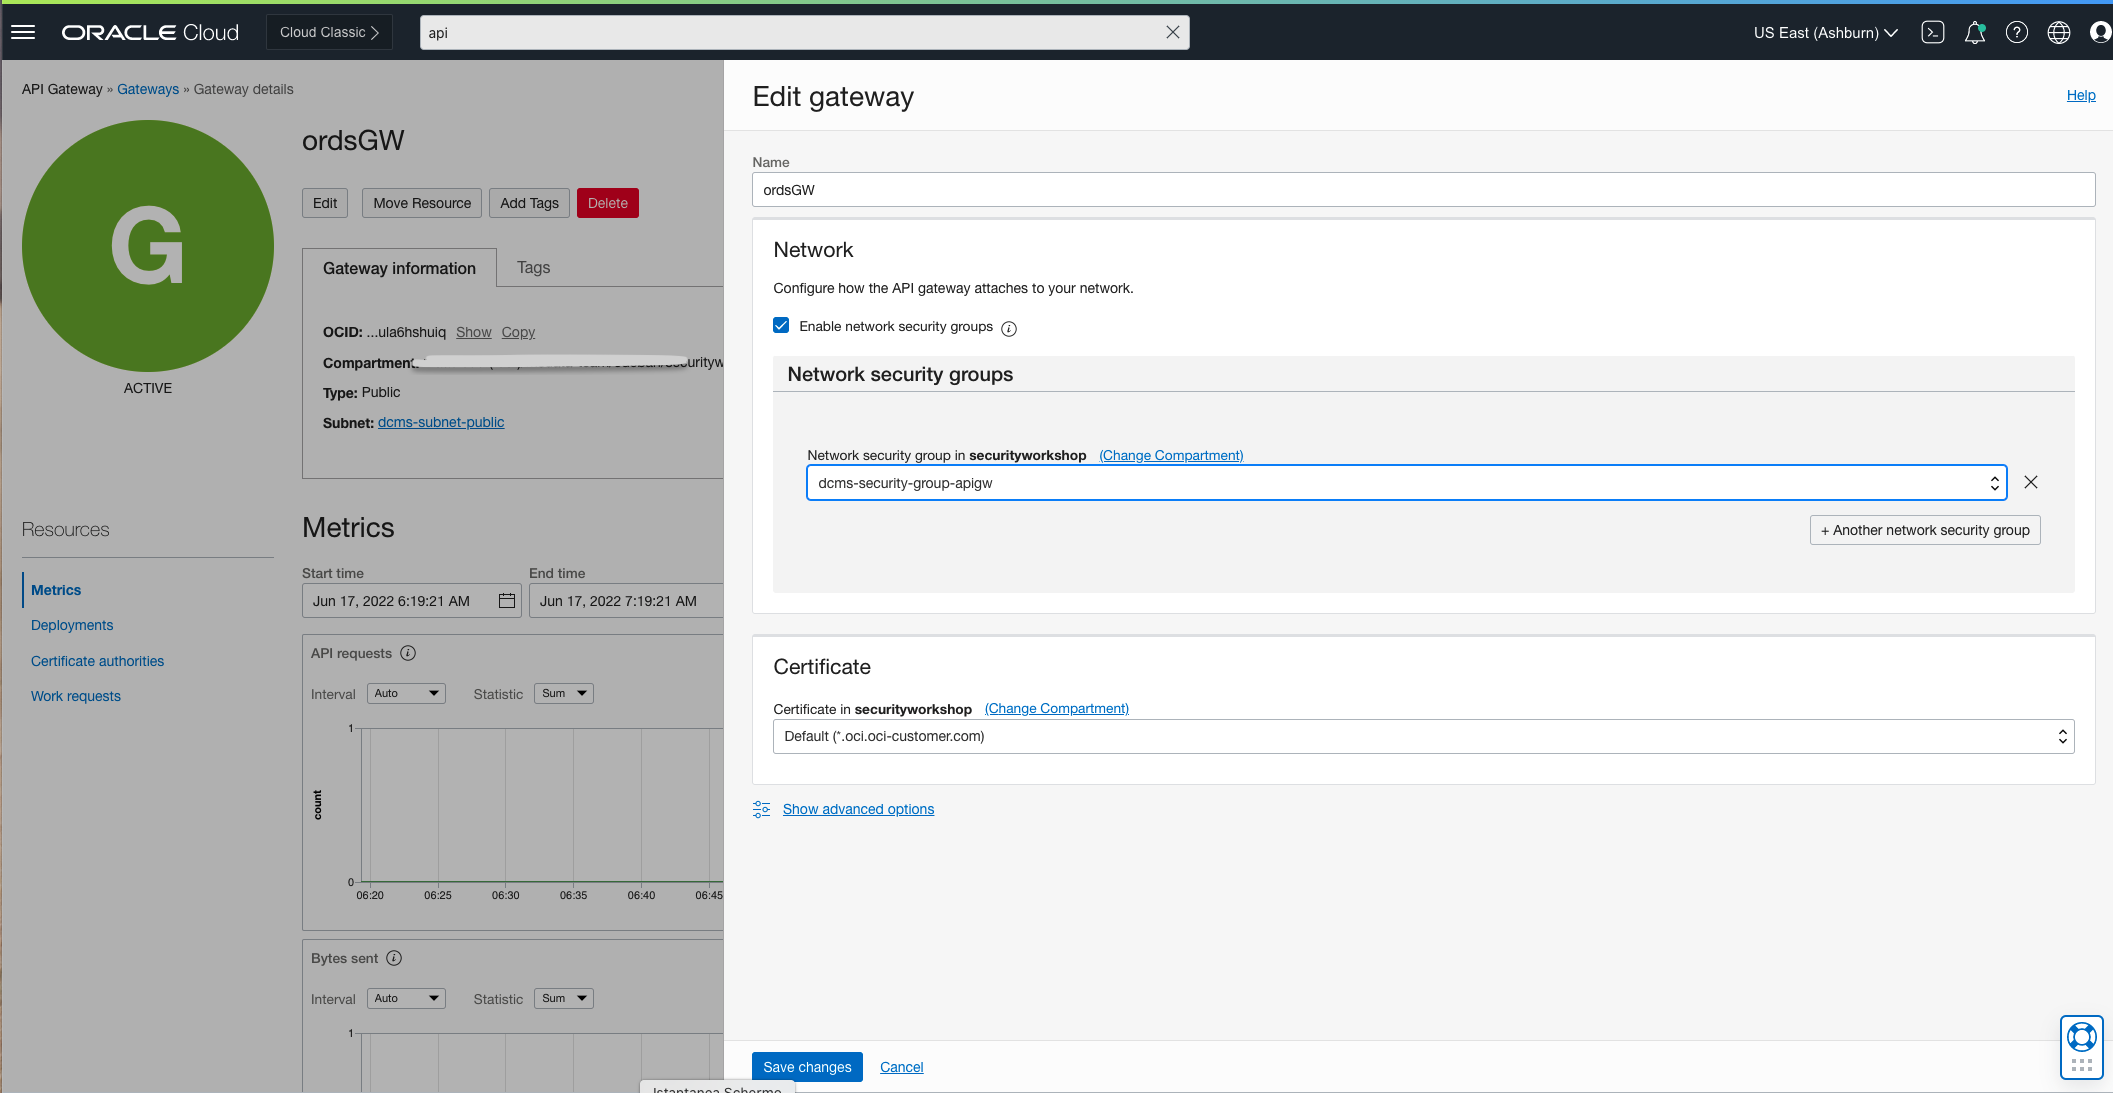 ORACLE Cloud
Cloud Classic
api
US East (Ashburn)
API Gateway » Gateways » Gateway details
G
ACTIVE
ordsGW
Edit
Move Resource
Add Tags
Delete
Gateway information
Tags
OCID: ...ula6hshuiq Show Copy
Compartment:
Type: Public
Subnet: dcms-subnet-public
Resources
Metrics
Deployments
Certificate authorities
Work requests
Metrics
Start time
End time
Jun 17, 2022 6:19:21 AM
Jun 17, 2022 7:19:21 AM
API requests
Interval
Auto
Statistic
Sum
1
count
0
06:20
06:25
06:30
06:35
06:40
06:45
Bytes sent
Interval
Auto
Statistic
Sum
1
Edit gateway
Help
Name
ordsGW
Network
Configure how the API gateway attaches to your network.
Enable network security groups
Network security groups
Network security group in securityworkshop (Change Compartment)
dcms-security-group-apigw
+ Another network security group
Certificate
Certificate in securityworkshop (Change Compartment)
Default (*.oci.oci-customer.com)
Show advanced options
Save changes
Cancel
Istantanea Schermo